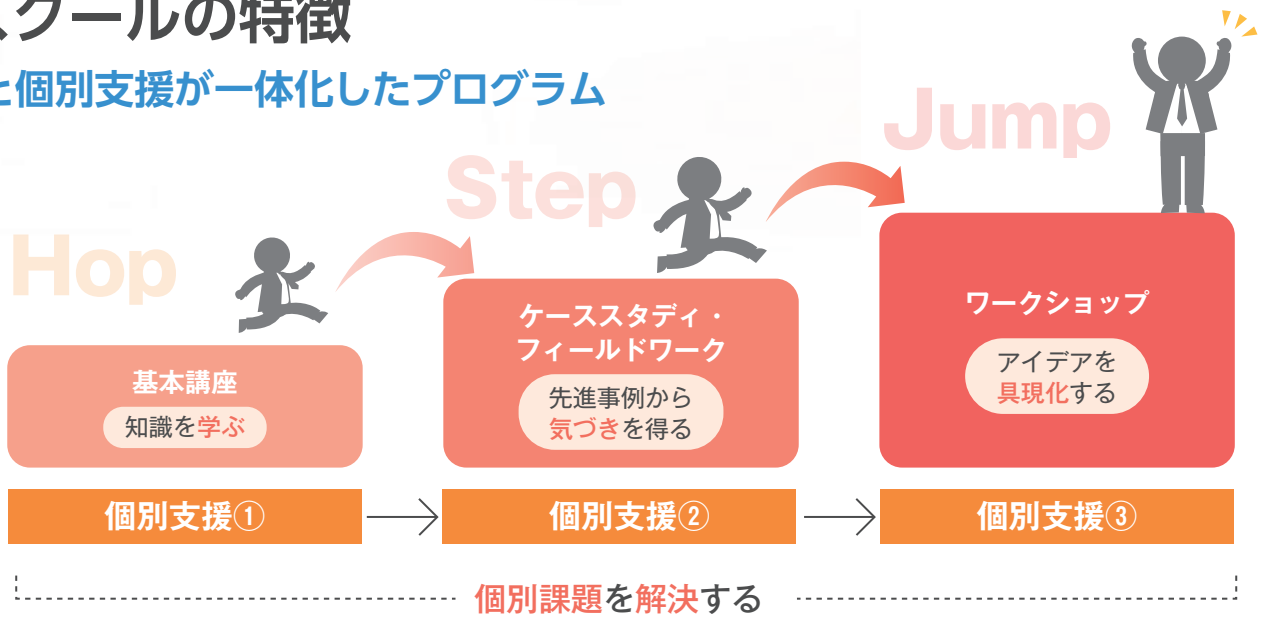 スクールの特徴
と個別支援が一体化したプログラム
Hop
Step
Jump
基本講座
知識を学ぶ
ケーススタディ・
フィールドワーク
先進事例から
気づきを得る
ワークショップ
アイデアを
具現化する
個別支援①
個別支援②
個別支援③
個別課題を解決する